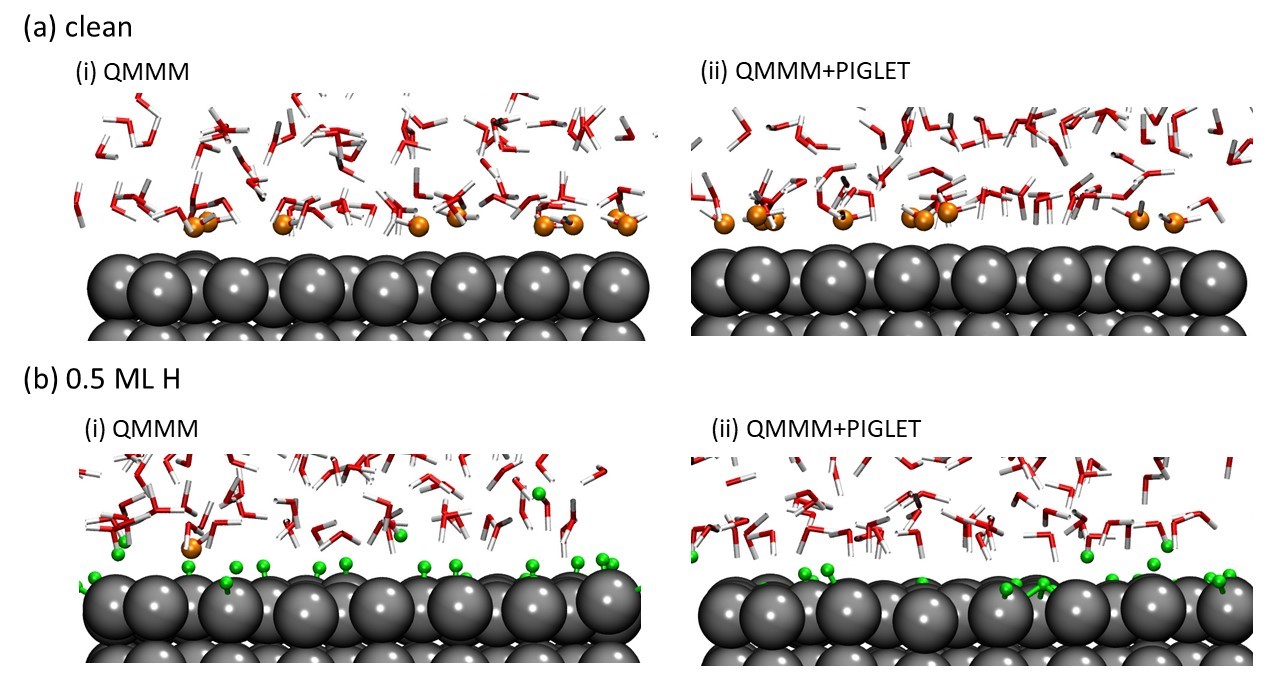 (a) clean
(i) QMMM
(ii) QMMM+PIGLET
(b) 0.5 ML H
(i) QMMM
(ii) QMMM+PIGLET